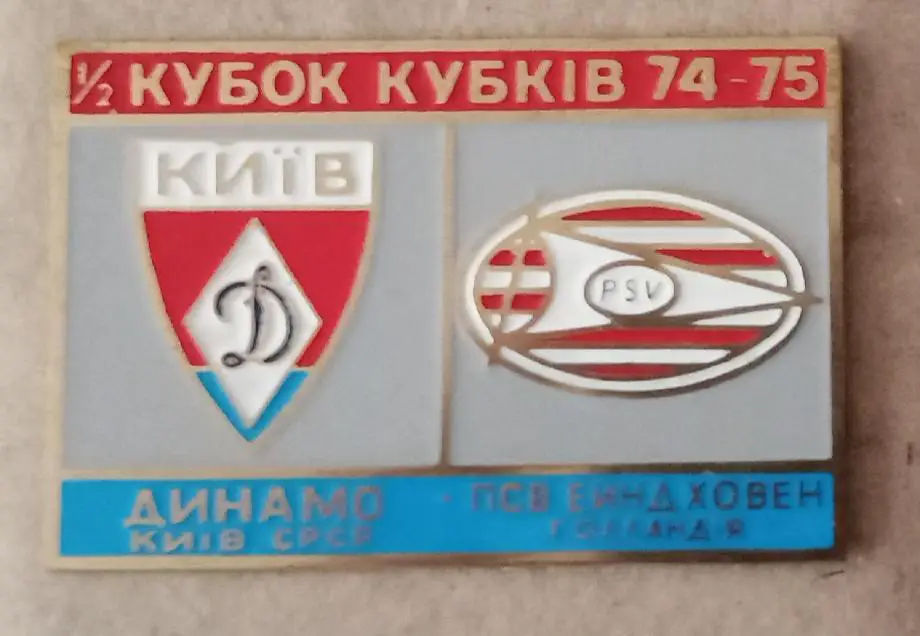 1/2 КУБОК КУБКІВ 74-75
КИЇВ
Д
PSV
ДИНАМО
КИЇВ СРСР
ПСВ ЕЙНДХОВЕН
ГОЛЛАНДІЯ